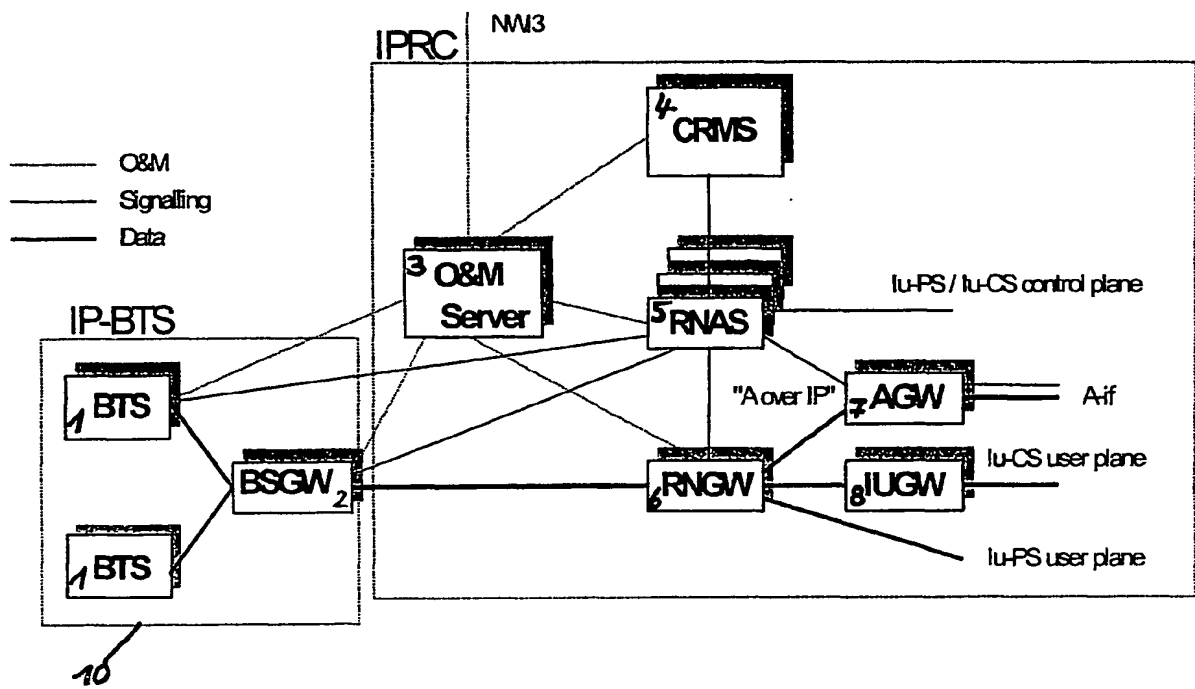 NWI3
IPRC
4
CRMS
O&M
Signalling
Data
3
O&M
Server
Iu-PS / Iu-CS control plane
5
RNAS
IP-BTS
1
BTS
"A over IP"
7
AGW
A-if
BSGW
2
6
RNGW
8
IUGW
Iu-CS user plane
1
BTS
Iu-PS user plane
10